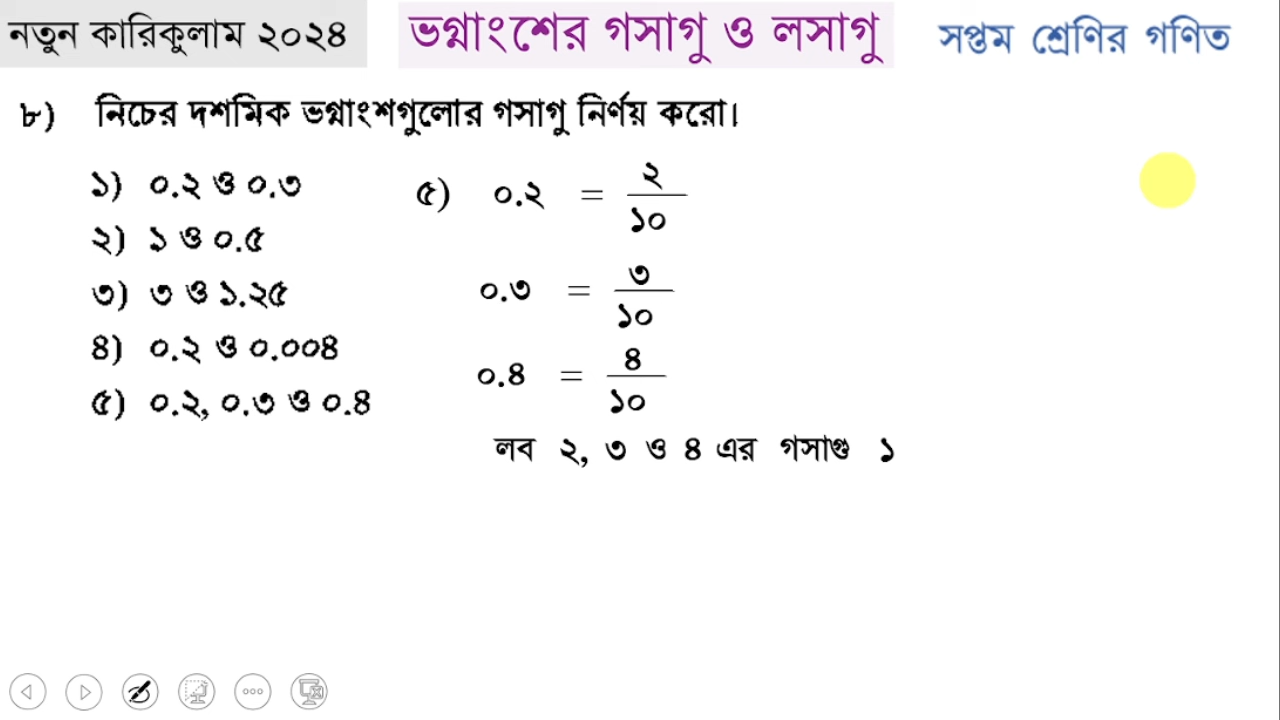 নতুন কারিকুলাম ২০২৪
ভগ্নাংশের গসাগু ও লসাগু
সপ্তম শ্রেণির গণিত
৮) নিচের দশমিক ভগ্নাংশগুলোর গসাগু নির্ণয় করো।
১) ০.২ ও ০.৩
২) ১ ও ০.৫
৩) ৩ ও ১.২৫
৪) ০.২ ও ০.০০৪
৫) ০.২, ০.৩ ও ০.৪
৫) ০.২ = ২/১০
০.৩ = ৩/১০
০.৪ = ৪/১০
লব ২, ৩ ও ৪ এর গসাগু ১